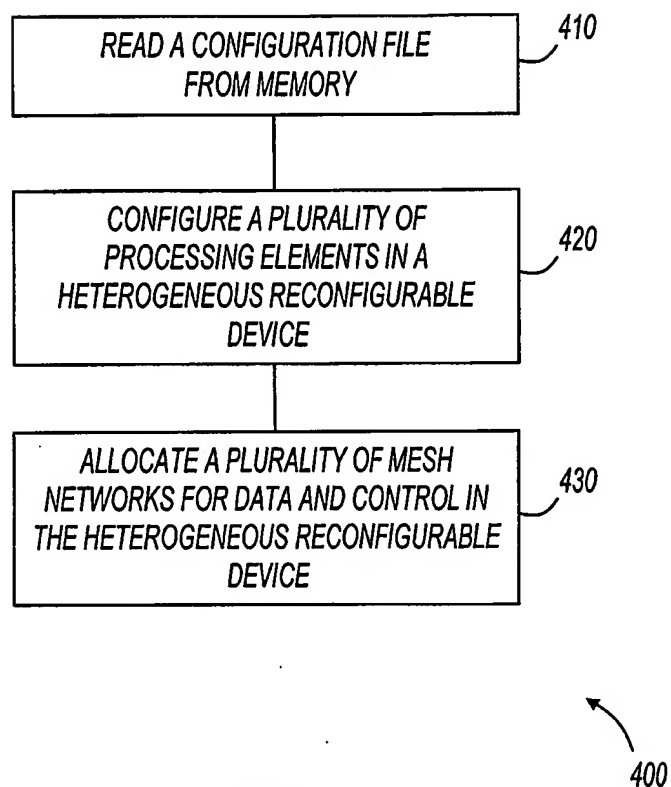 READ A CONFIGURATION FILE
FROM MEMORY
410
CONFIGURE A PLURALITY OF
PROCESSING ELEMENTS IN A
HETEROGENEOUS RECONFIGURABLE
DEVICE
420
ALLOCATE A PLURALITY OF MESH
NETWORKS FOR DATA AND CONTROL IN
THE HETEROGENEOUS RECONFIGURABLE
DEVICE
430
400